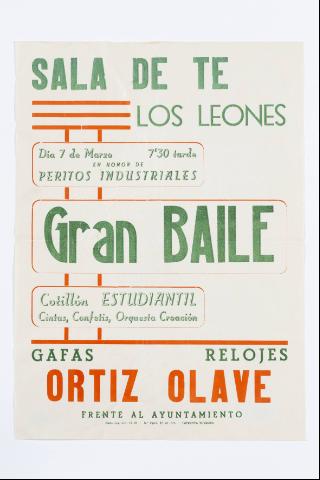 SALA DE TE
LOS LEONES
Dia 7 de Marzo 7'30 tarde
EN HONOR DE
PERITOS INDUSTRIALES
Gran BAILE
Cotillón ESTUDIANTIL
Cintas, Confetis, Orquesta Creación
GAFAS RELOJES
ORTIZ OLAVE
FRENTE AL AYUNTAMIENTO